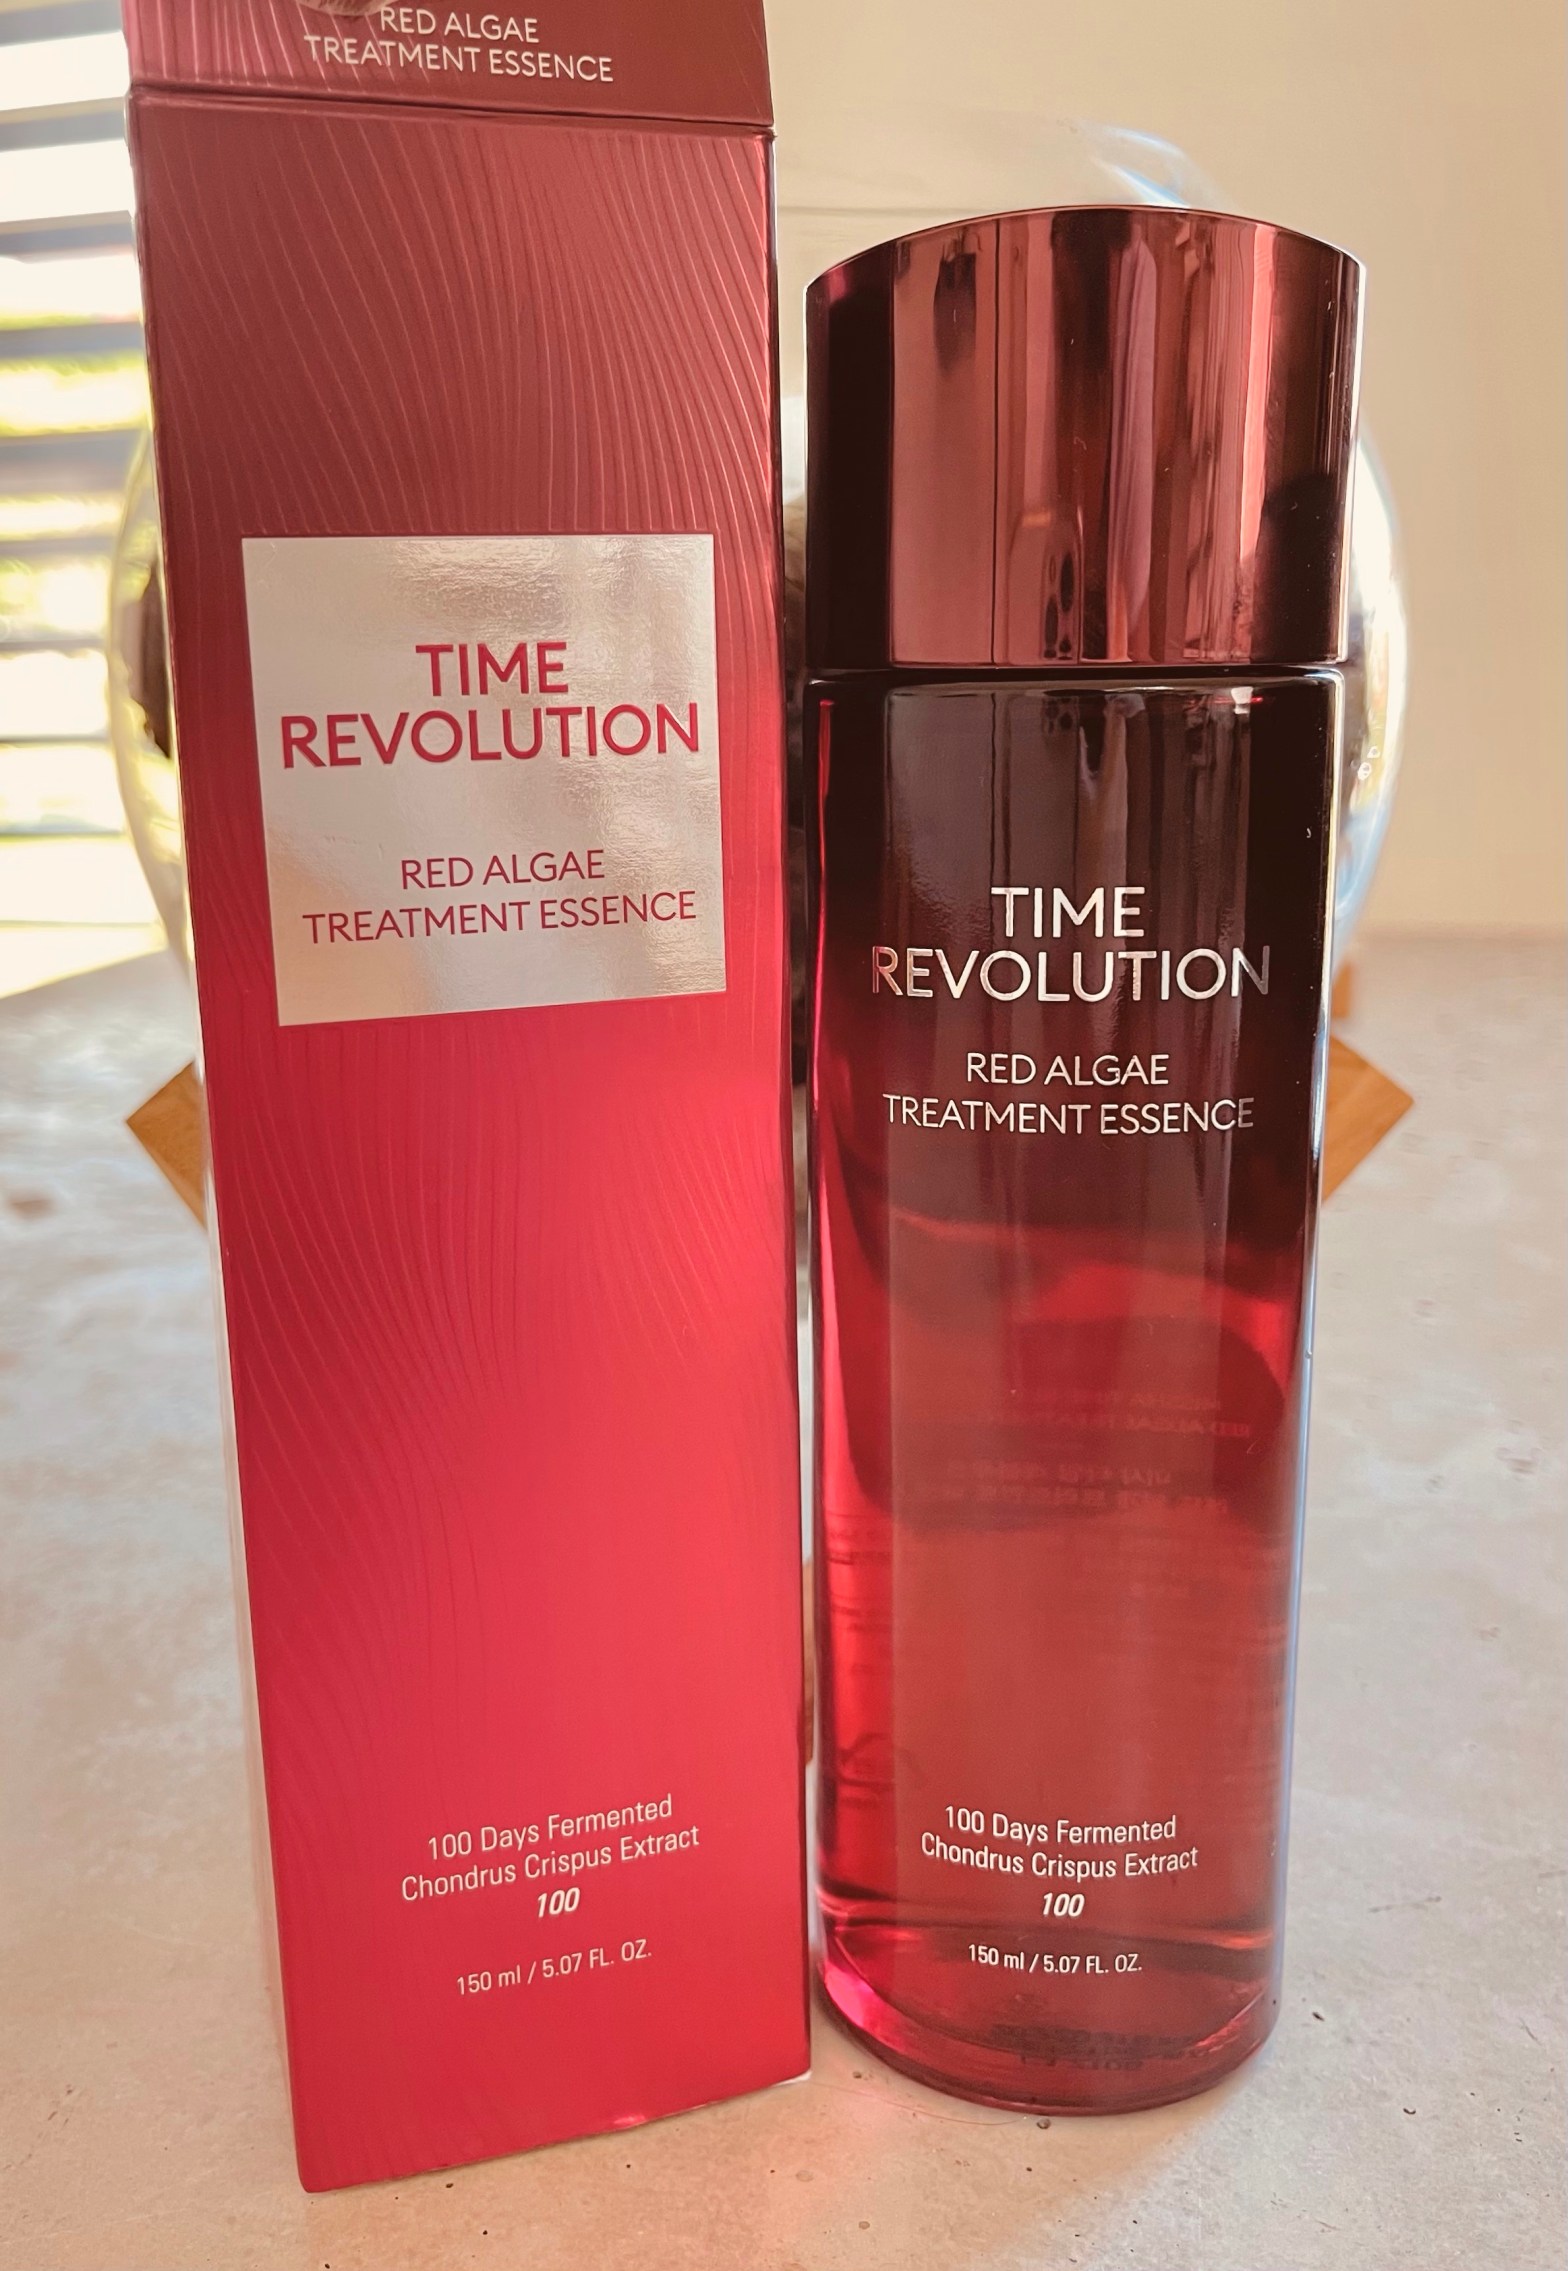 RED ALGAE
TREATMENT ESSENCE
TIME
REVOLUTION
RED ALGAE
TREATMENT ESSENCE
100 Days Fermented
Chondrus Crispus Extract
100
150 ml / 5.07 FL. OZ.
TIME
REVOLUTION
RED ALGAE
TREATMENT ESSENCE
100 Days Fermented
Chondrus Crispus Extract
100
150 ml / 5.07 FL. OZ.